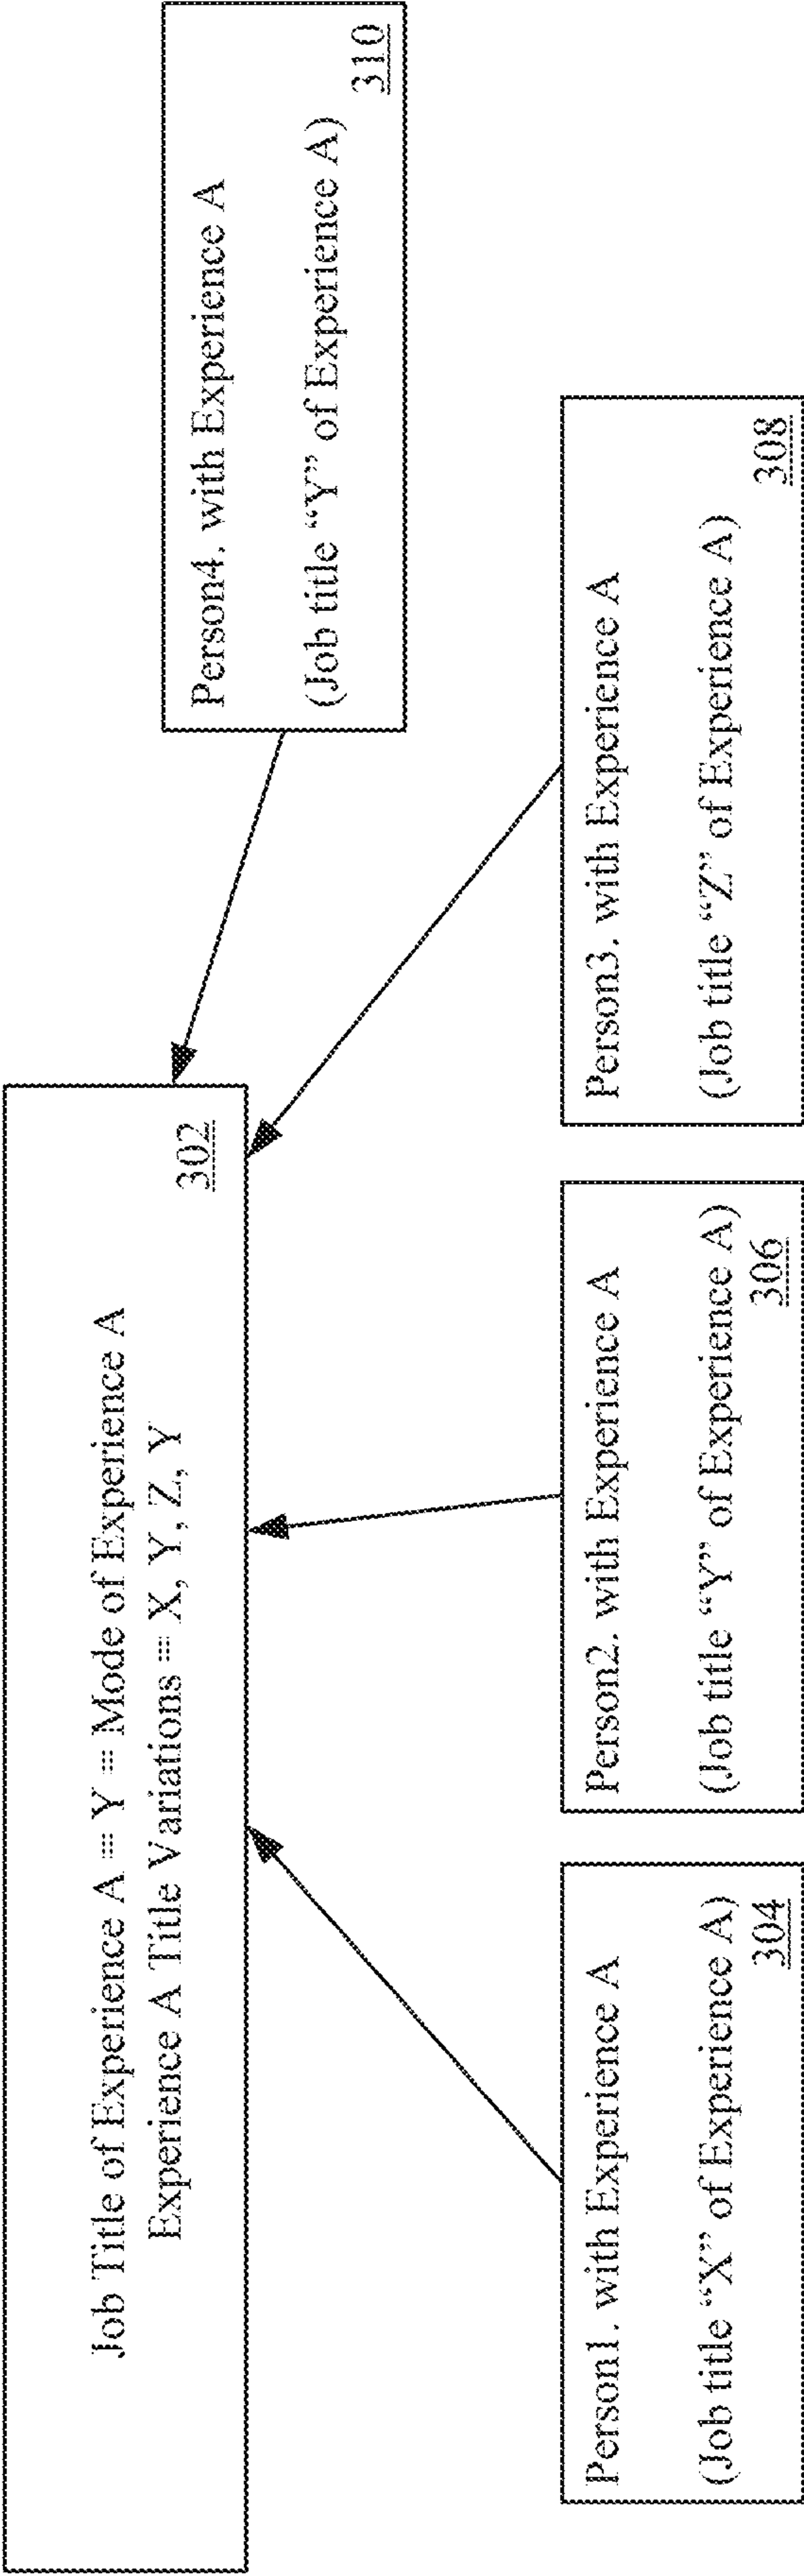 Job Title of Experience A = Y = Mode of Experience A
Experience A Title Variations = X, Y, Z, Y
302
Person4. with Experience A
(Job title “Y” of Experience A)
310
Person1. with Experience A
(Job title “X” of Experience A)
304
Person2. with Experience A
(Job title “Y” of Experience A)
306
Person3. with Experience A
(Job title “Z” of Experience A)
308